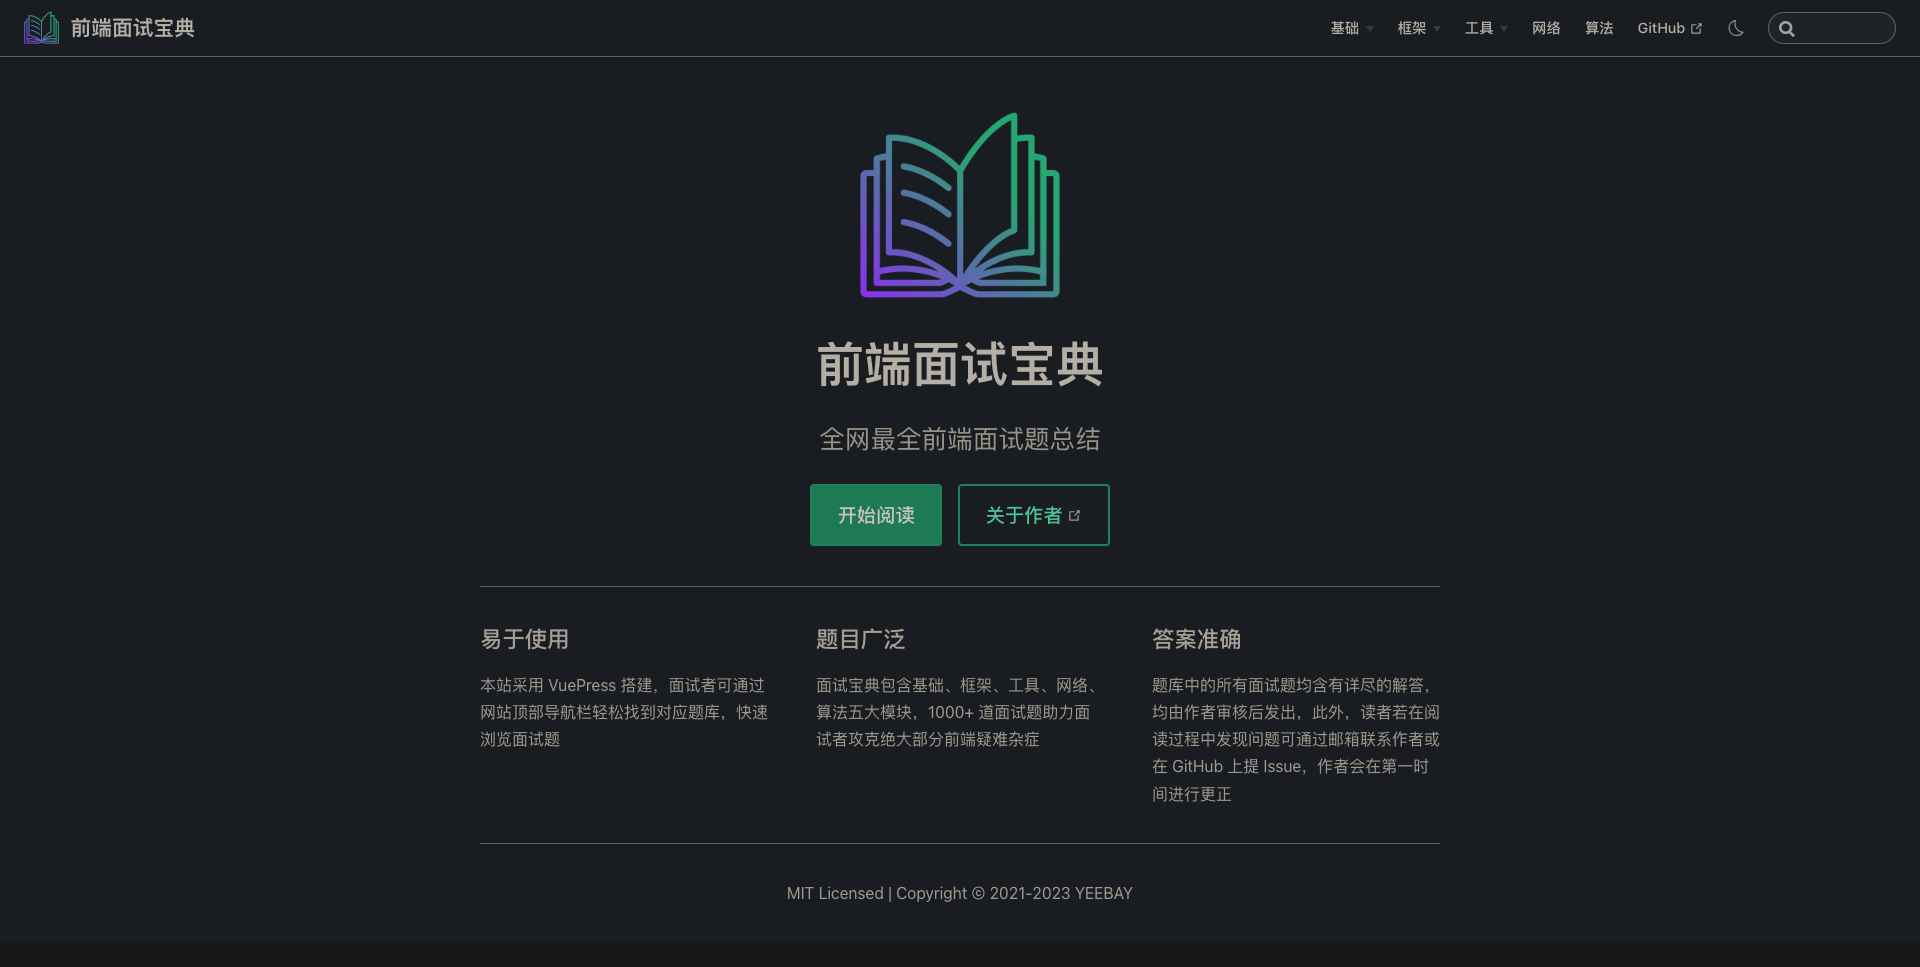 前端面试宝典
基础 框架 工具 网络 算法 GitHub
前端面试宝典
全网最全前端面试题总结
开始阅读 关于作者
易于使用
本站采用 VuePress 搭建，面试者可通过
网站顶部导航栏轻松找到对应题库，快速
浏览面试题
题目广泛
面试宝典包含基础、框架、工具、网络、
算法五大模块，1000+ 道面试题助力面
试者攻克绝大部分前端疑难杂症
答案准确
题库中的所有面试题均含有详尽的解答，
均由作者审核后发出，此外，读者若在阅
读过程中发现问题可通过邮箱联系作者或
在 GitHub 上提 Issue，作者会在第一时
间进行更正
MIT Licensed | Copyright © 2021-2023 YEEBAY